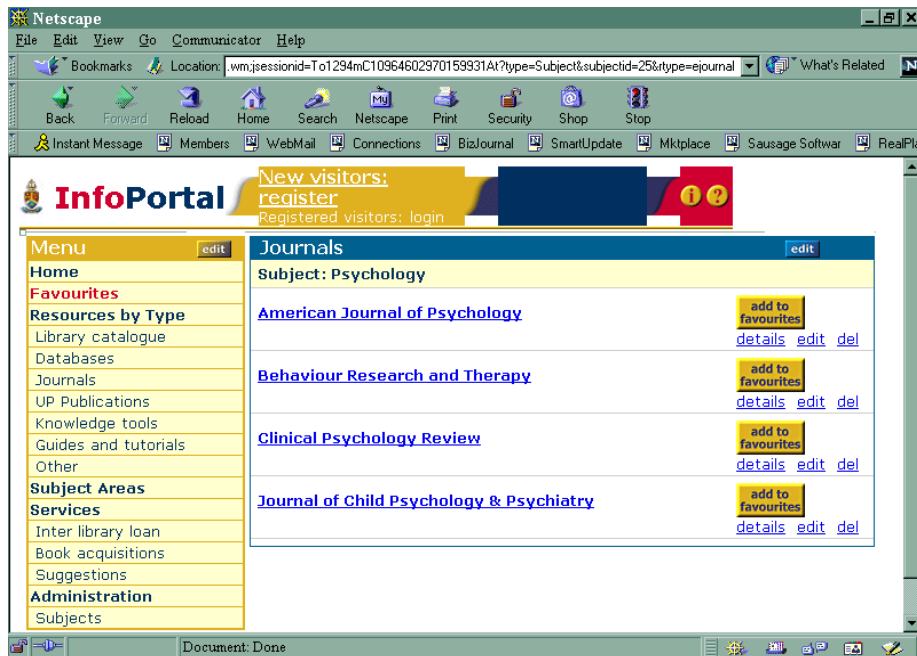 Netscape
File Edit View Go Communicator Help
Bookmarks Location: .wm;jsessionid=To1294mC10964602970159931At?type=Subject&subjectid=25&rtype=ejournal What's Related N
Back Forward Reload Home Search Netscape Print Security Shop Stop
My
Instant Message Members WebMail Connections BizJournal SmartUpdate Mktplace Sausage Softwar RealPla
InfoPortal
New visitors:
register
Registered visitors: login
i ?
Menu edit
Home
Favourites
Resources by Type
Library catalogue
Databases
Journals
UP Publications
Knowledge tools
Guides and tutorials
Other
Subject Areas
Services
Inter library loan
Book acquisitions
Suggestions
Administration
Subjects
Journals edit
Subject: Psychology
American Journal of Psychology
add to
favourites
details edit del
Behaviour Research and Therapy
add to
favourites
details edit del
Clinical Psychology Review
add to
favourites
details edit del
Journal of Child Psychology & Psychiatry
add to
favourites
details edit del
Document: Done